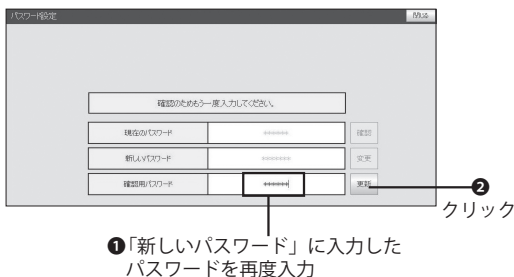 パスワード設定 閉じる
確認のためもう一度入力してください。
現在のパスワード ****** 確認
新しいパスワード ******** 変更
確認用パスワード ****** 更新
❷
クリック
❶「新しいパスワード」に入力した
パスワードを再度入力